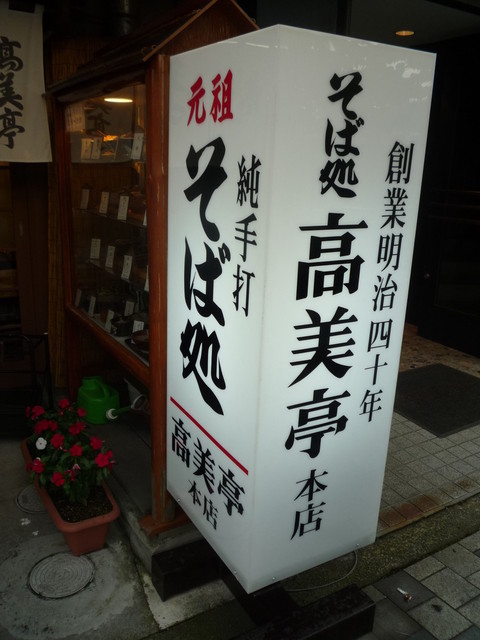 高美亭
元祖
純手打
そば処
高美亭
本店
創業明治四十年
そば処
高美亭
本店